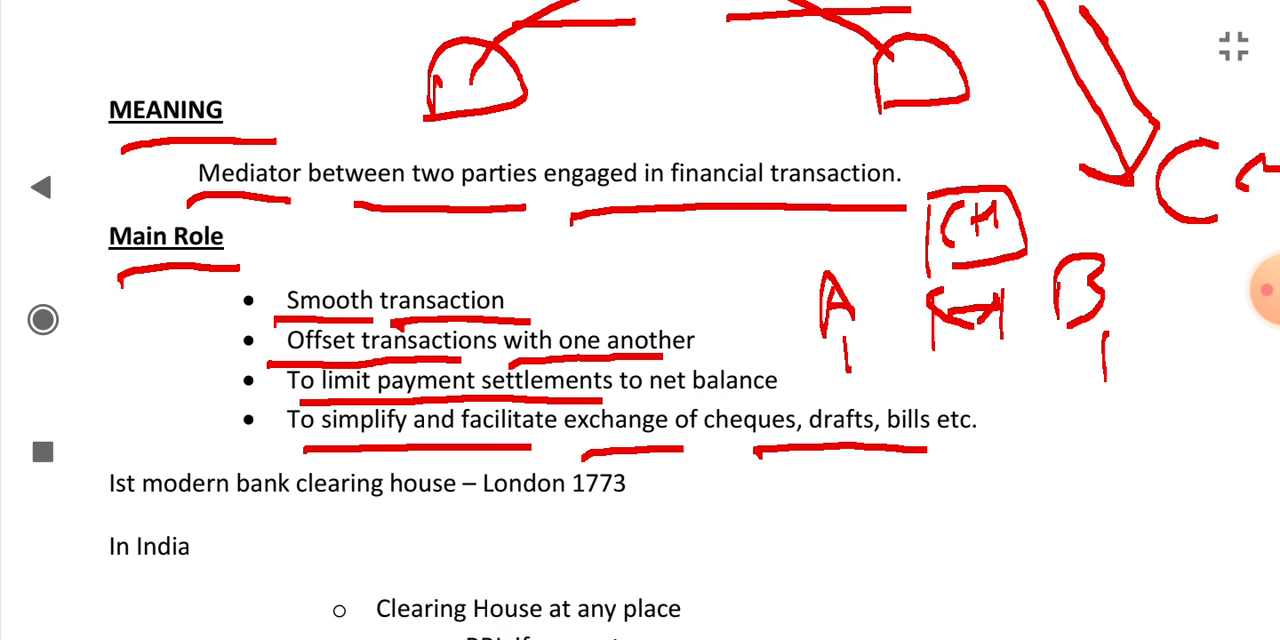 MEANING
Mediator between two parties engaged in financial transaction.
CH
Main Role
A B
• Smooth transaction
• Offset transactions with one another
• To limit payment settlements to net balance
• To simplify and facilitate exchange of cheques, drafts, bills etc.
Ist modern bank clearing house – London 1773
In India
o Clearing House at any place